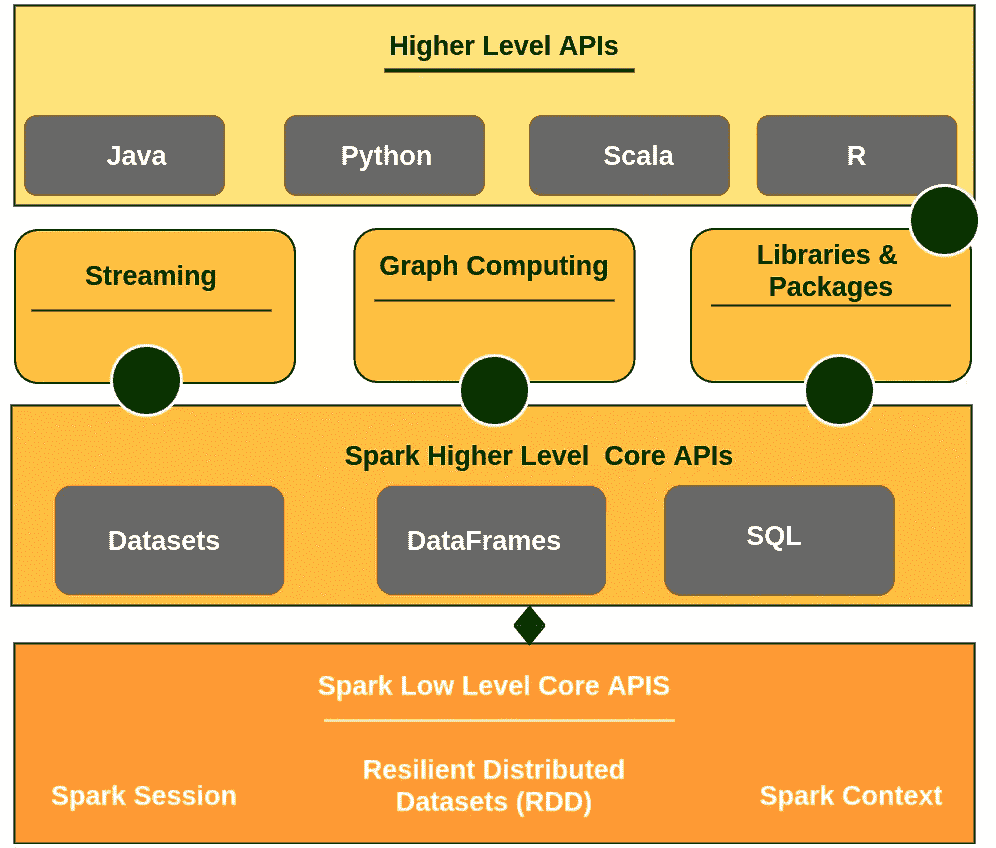 Higher Level APIs
Java
Python
Scala
R
Streaming
Graph Computing
Libraries &
Packages
Spark Higher Level Core APIs
Datasets
DataFrames
SQL
Spark Low Level Core APIS
Spark Session
Resilient Distributed
Datasets (RDD)
Spark Context